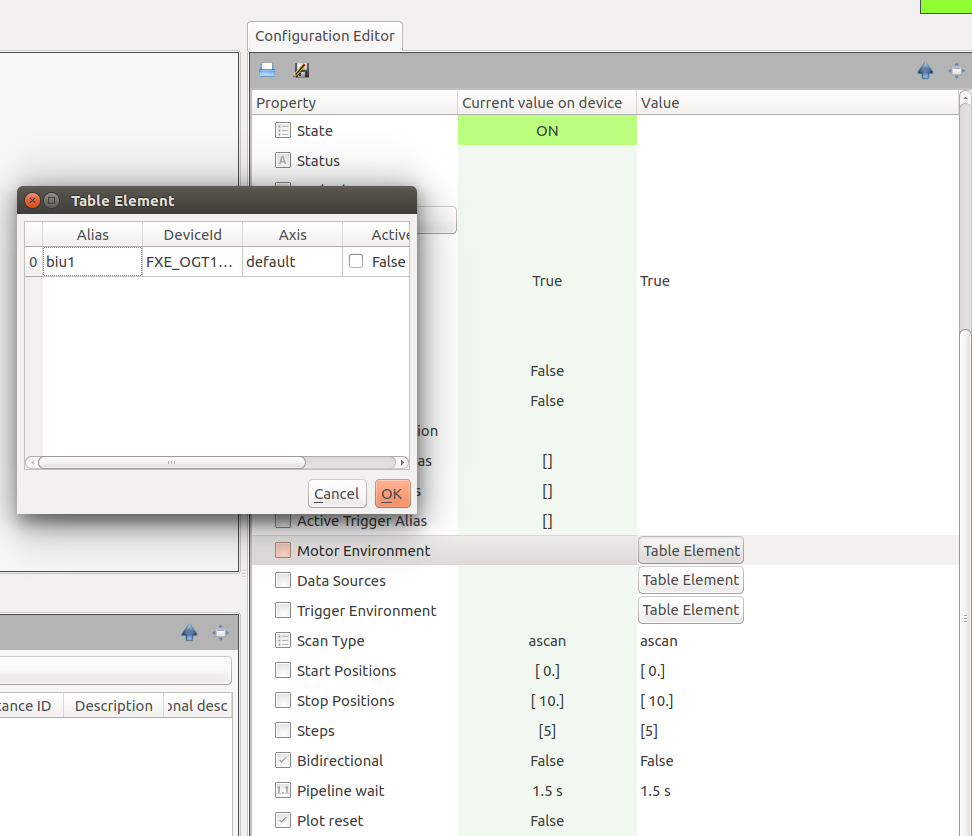 Configuration Editor
Property Current value on device Value
State ON
Status
Table Element
Alias DeviceId Axis Active
0 biu1 FXE_OGT1... default False
True True
False
False
ion
as []
s []
Active Trigger Alias []
Cancel OK
Motor Environment Table Element
Data Sources Table Element
Trigger Environment Table Element
Scan Type ascan ascan
Start Positions [ 0.] [ 0.]
Stop Positions [ 10.] [ 10.]
Steps [5] [5]
Bidirectional False False
Pipeline wait 1.5 s 1.5 s
Plot reset False
tance ID Description onal desc